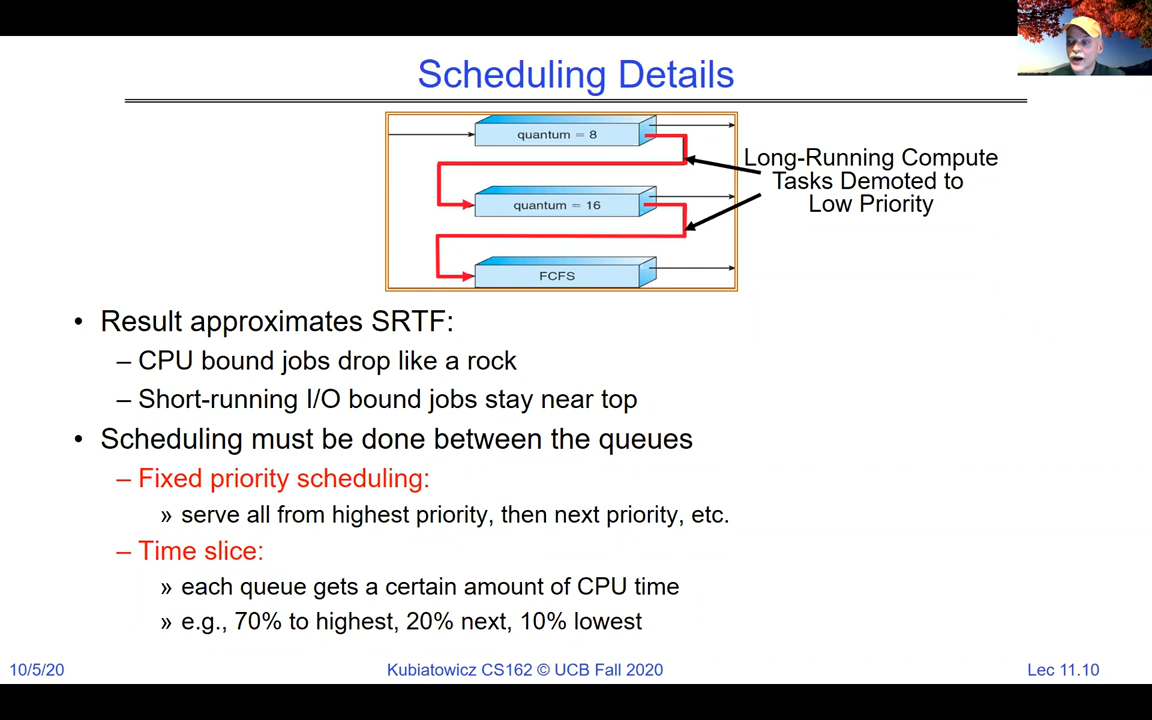 Scheduling Details
quantum = 8
Long-Running Compute
Tasks Demoted to
Low Priority
quantum = 16
FCFS
• Result approximates SRTF:
– CPU bound jobs drop like a rock
– Short-running I/O bound jobs stay near top
• Scheduling must be done between the queues
– Fixed priority scheduling:
» serve all from highest priority, then next priority, etc.
– Time slice:
» each queue gets a certain amount of CPU time
» e.g., 70% to highest, 20% next, 10% lowest
10/5/20
Kubiatowicz CS162 © UCB Fall 2020
Lec 11.10